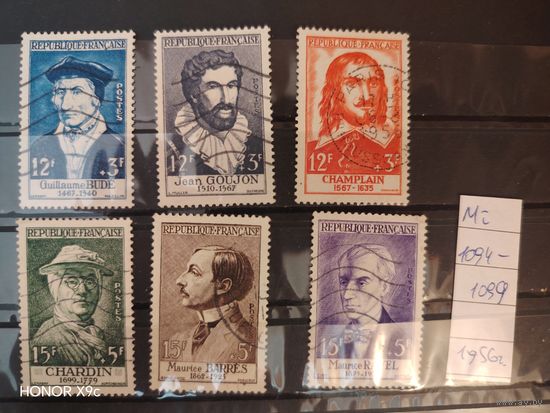 REPUBLIQUE·FRANÇAISE
POSTES
12F +3F
Guillaume BUDÉ
1467-1540
REPUBLIQUE·FRANÇAISE
12F +3F
Jean GOUJON
1510-1567
REPUBLIQUE·FRANÇAISE
12F +3F
CHAMPLAIN
1567-1635
REPUBLIQUE·FRANÇAISE
POSTES
15F +5F
CHARDIN
1699-1779
REPUBLIQUE·FRANÇAISE
15F +5F
Maurice BARRÈS
1862-1923
REPUBLIQUE·FRANÇAISE
POSTES
15F +5F
Maurice RAVEL
Mi
1094-
1099
1956г.
HONOR X9c